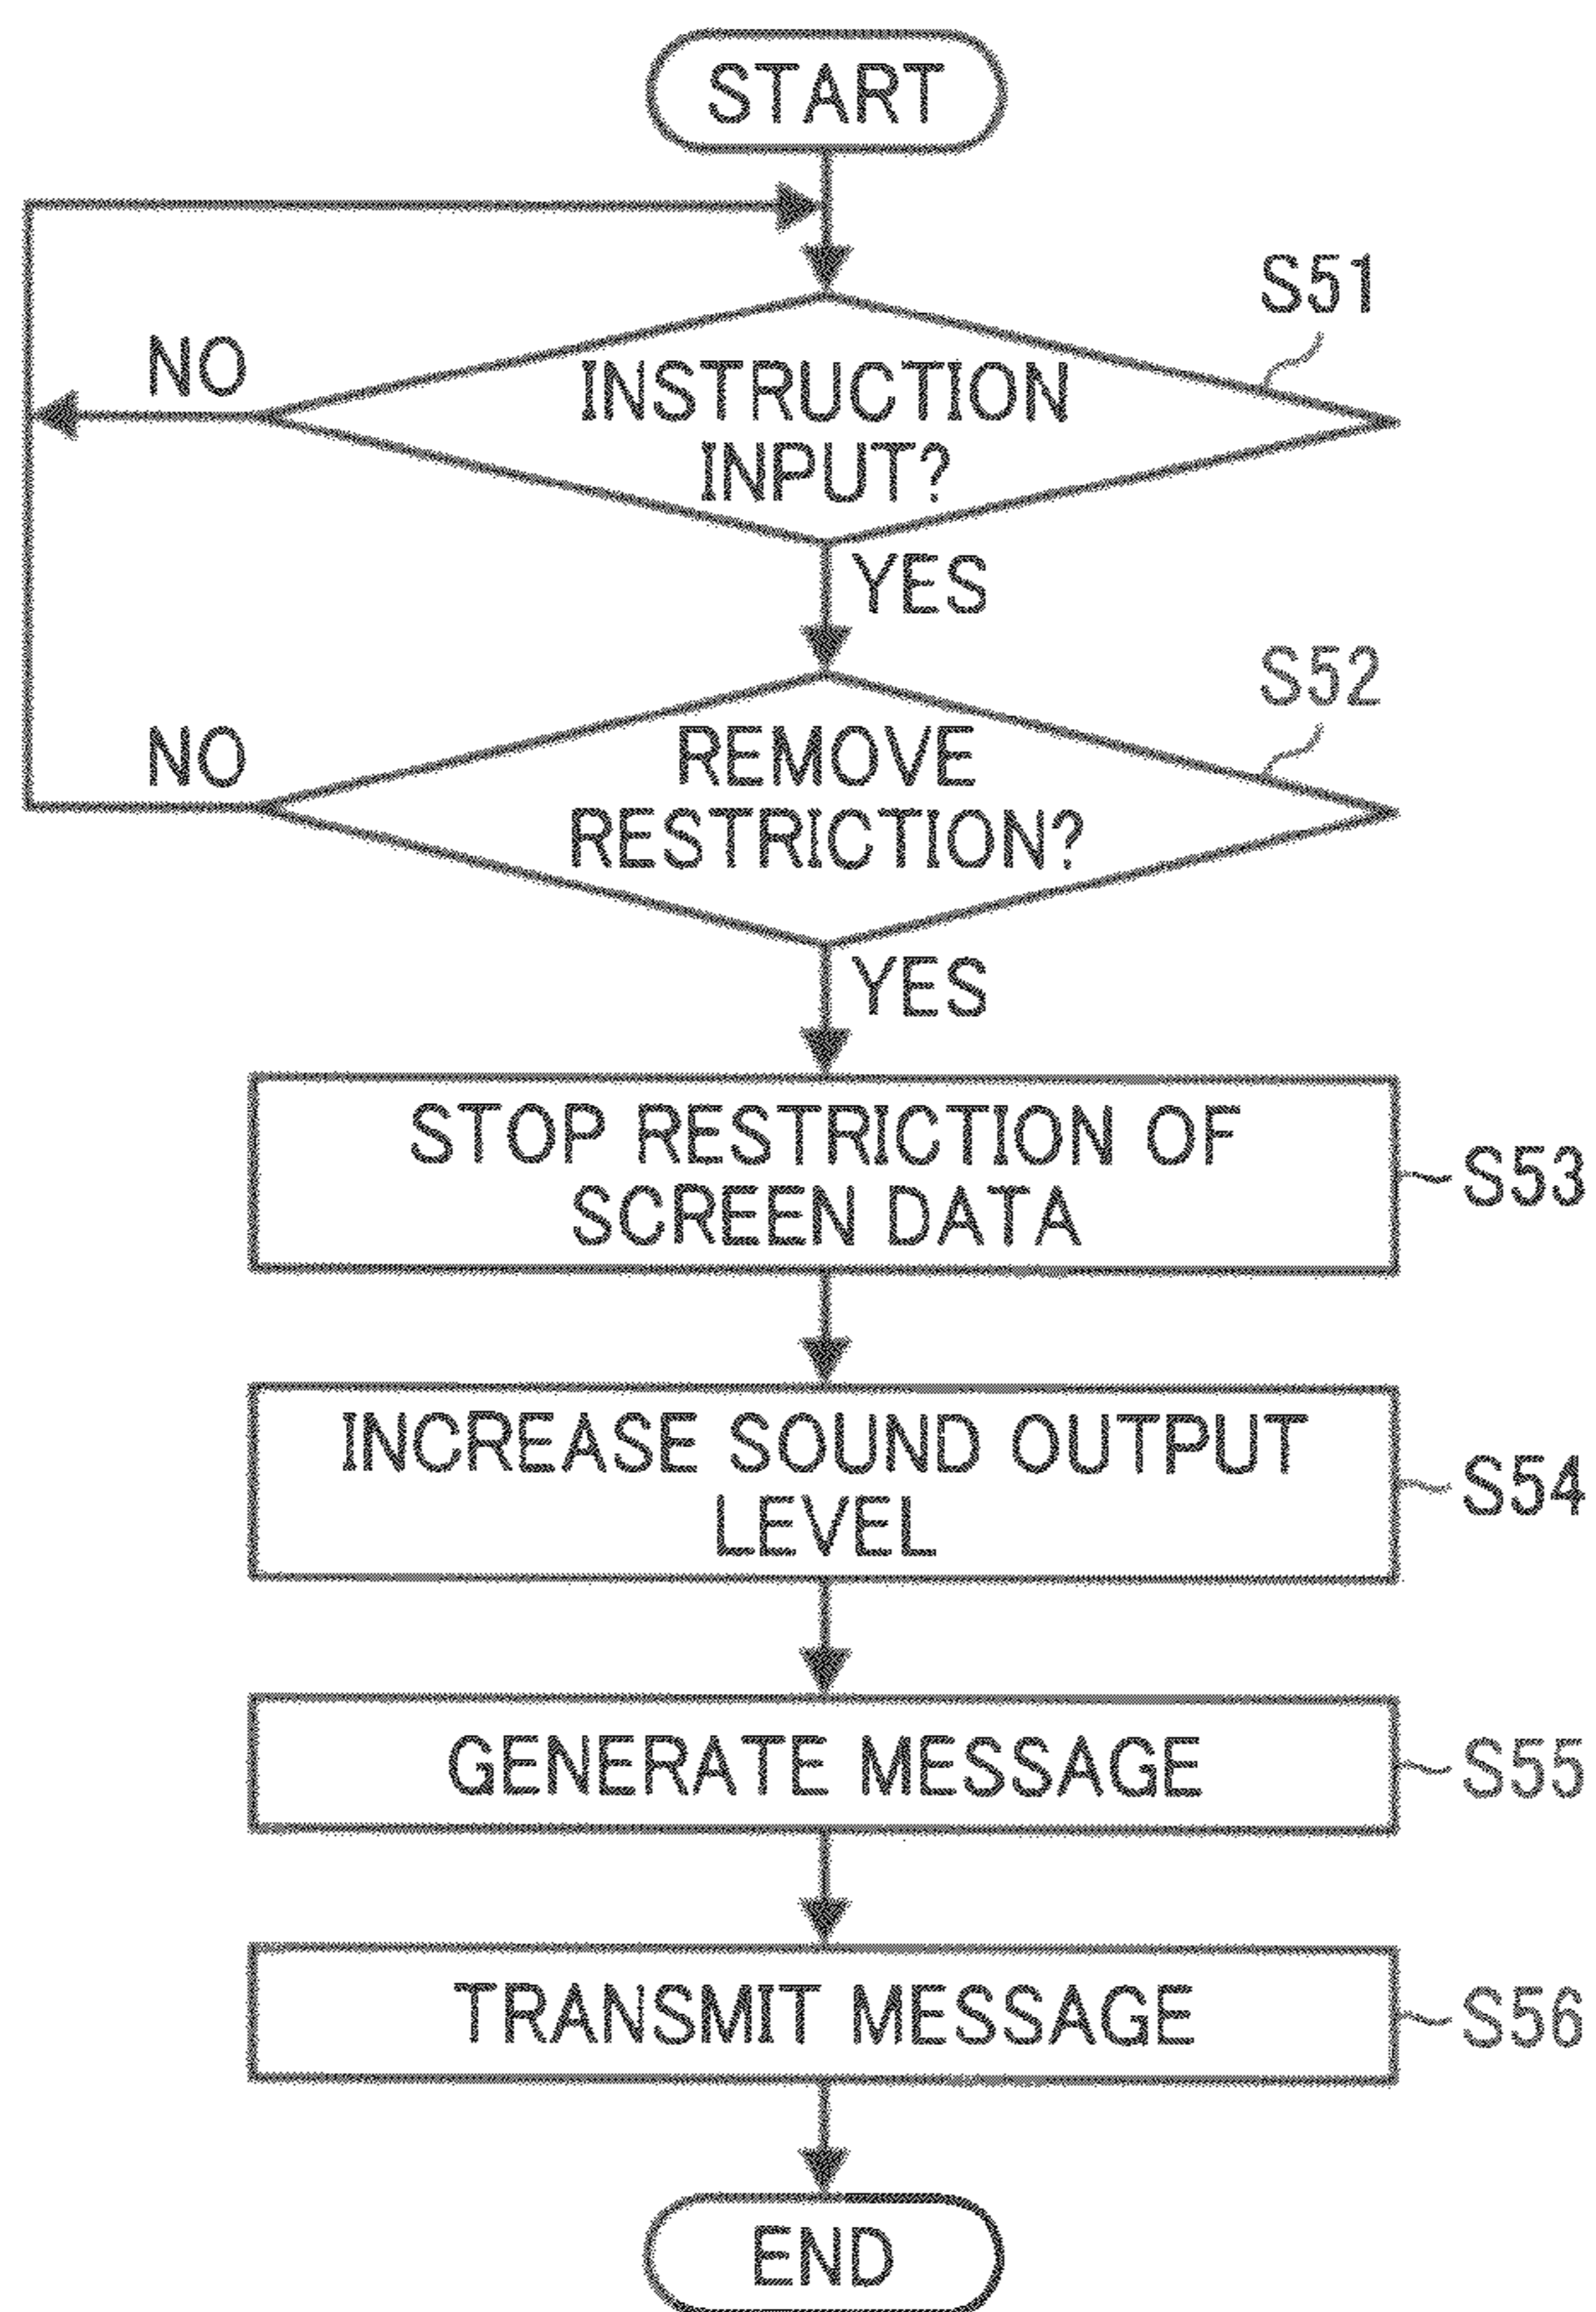 START
S51
NO
INSTRUCTION
INPUT?
YES
S52
NO
REMOVE
RESTRICTION?
YES
STOP RESTRICTION OF
SCREEN DATA
S53
INCREASE SOUND OUTPUT
LEVEL
S54
GENERATE MESSAGE
S55
TRANSMIT MESSAGE
S56
END